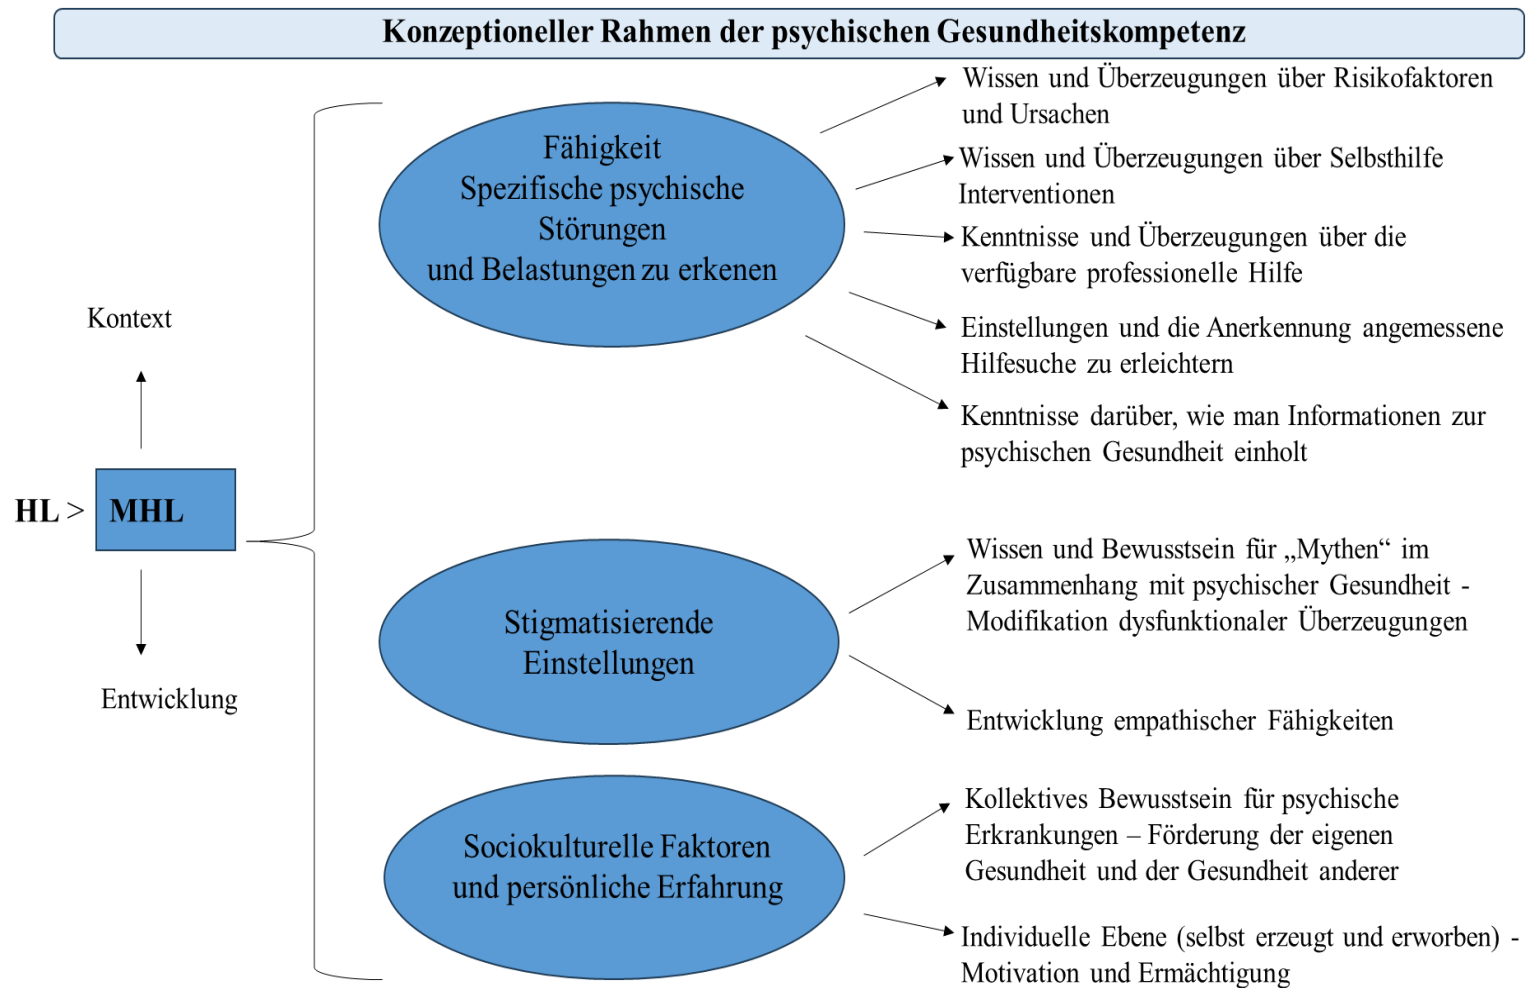 Konzeptioneller Rahmen der psychischen Gesundheitskompetenz
Kontext
HL > MHL
Entwicklung
Fähigkeit
Spezifische psychische
Störungen
und Belastungen zu erkenen
Wissen und Überzeugungen über Risikofaktoren
und Ursachen
Wissen und Überzeugungen über Selbsthilfe
Interventionen
Kenntnisse und Überzeugungen über die
verfügbare professionelle Hilfe
Einstellungen und die Anerkennung angemessene
Hilfesuche zu erleichtern
Kenntnisse darüber, wie man Informationen zur
psychischen Gesundheit einholt
Stigmatisierende
Einstellungen
Wissen und Bewusstsein für „Mythen“ im
Zusammenhang mit psychischer Gesundheit -
Modifikation dysfunktionaler Überzeugungen
Entwicklung empathischer Fähigkeiten
Sociokulturelle Faktoren
und persönliche Erfahrung
Kollektives Bewusstsein für psychische
Erkrankungen – Förderung der eigenen
Gesundheit und der Gesundheit anderer
Individuelle Ebene (selbst erzeugt und erworben) -
Motivation und Ermächtigung